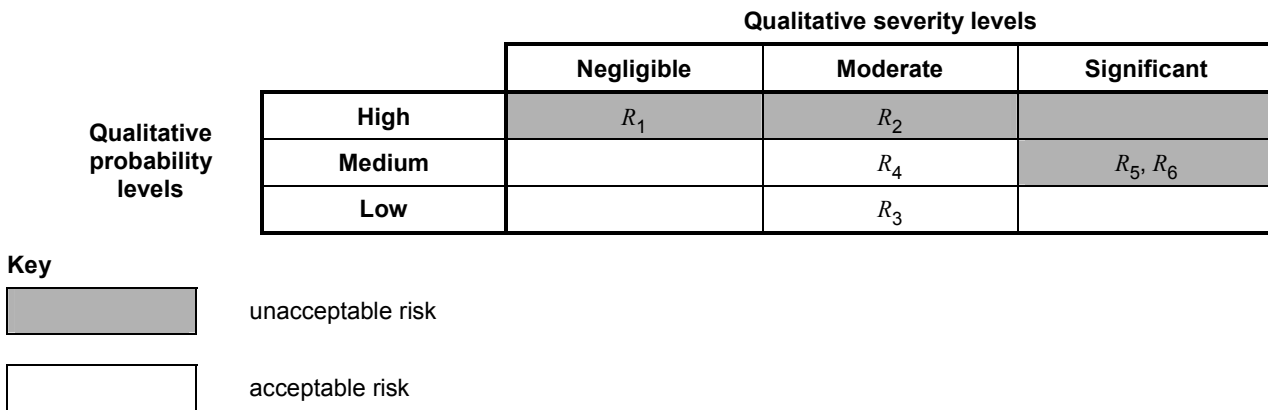 Qualitative severity levels
Negligible Moderate Significant
Qualitative
probability
levels
High R1 R2
Medium R4 R5, R6
Low R3
Key
unacceptable risk
acceptable risk